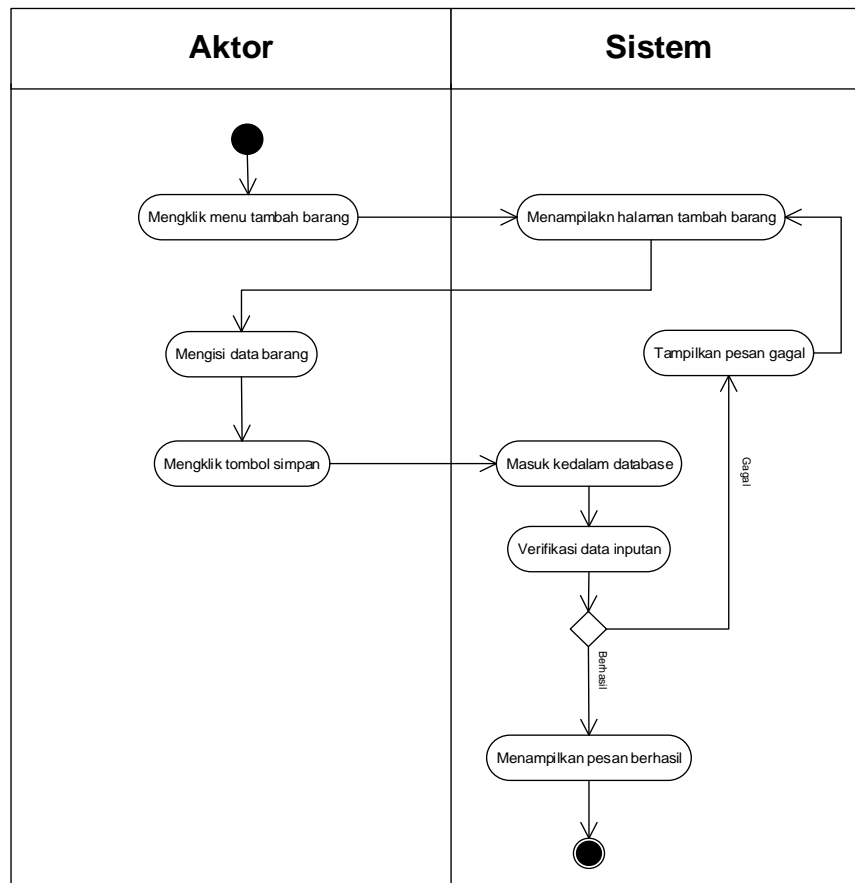 Aktor
Sistem
Mengklik menu tambah barang
Menampilakn halaman tambah barang
Mengisi data barang
Tampilkan pesan gagal
Mengklik tombol simpan
Masuk kedalam database
Gagal
Verifikasi data inputan
Berhasil
Menampilkan pesan berhasil